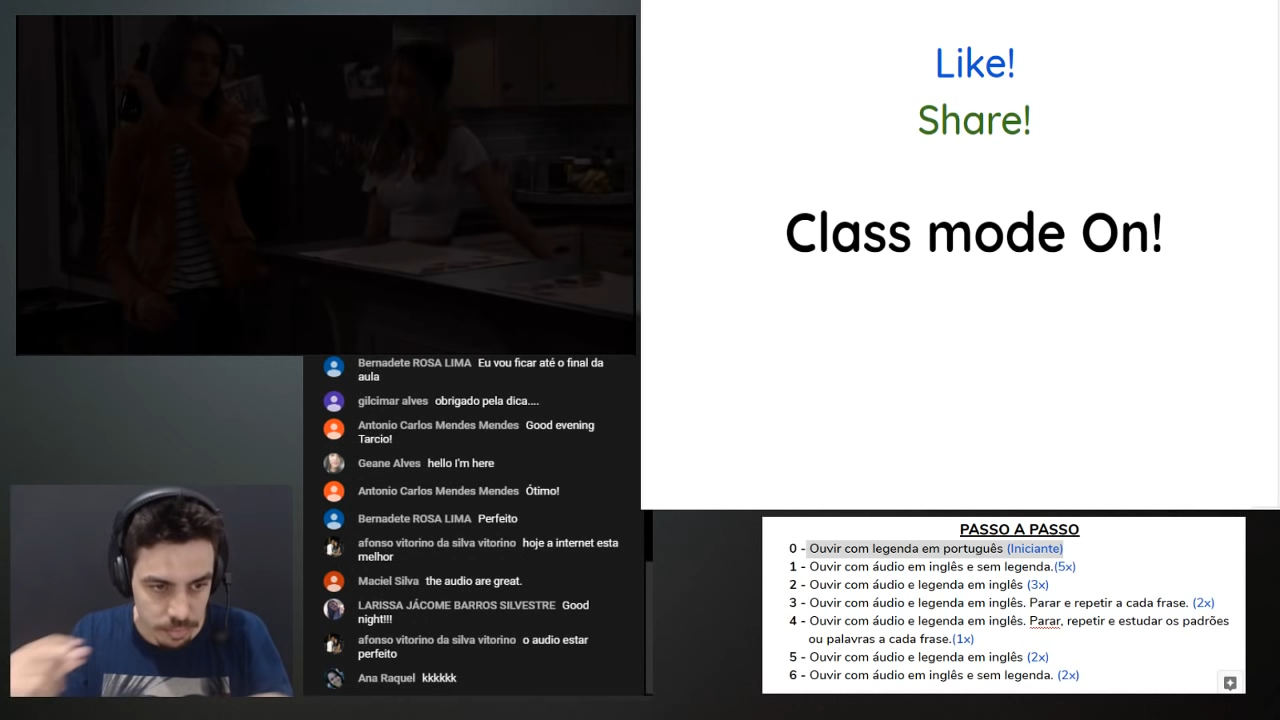 Like!
Share!
Class mode On!
Bernadete ROSA LIMA Eu vou ficar até o final da
aula
gilcimar alves obrigado pela dica....
Antonio Carlos Mendes Mendes Good evening
Tarcio!
Geane Alves hello I'm here
Antonio Carlos Mendes Mendes Ótimo!
Bernadete ROSA LIMA Perfeito
afonso vitorino da silva vitorino hoje a internet esta
melhor
Maciel Silva the audio are great.
LARISSA JÁCOME BARROS SILVESTRE Good
night!!!
afonso vitorino da silva vitorino o audio estar
perfeito
Ana Raquel kkkkkk
PASSO A PASSO
0 - Ouvir com legenda em português (Iniciante)
1 - Ouvir com áudio em inglês e sem legenda.(5x)
2 - Ouvir com áudio e legenda em inglês (3x)
3 - Ouvir com áudio e legenda em inglês. Parar e repetir a cada frase. (2x)
4 - Ouvir com áudio e legenda em inglês. Parar, repetir e estudar os padrões
ou palavras a cada frase.(1x)
5 - Ouvir com áudio e legenda em inglês (2x)
6 - Ouvir com áudio em inglês e sem legenda. (2x)